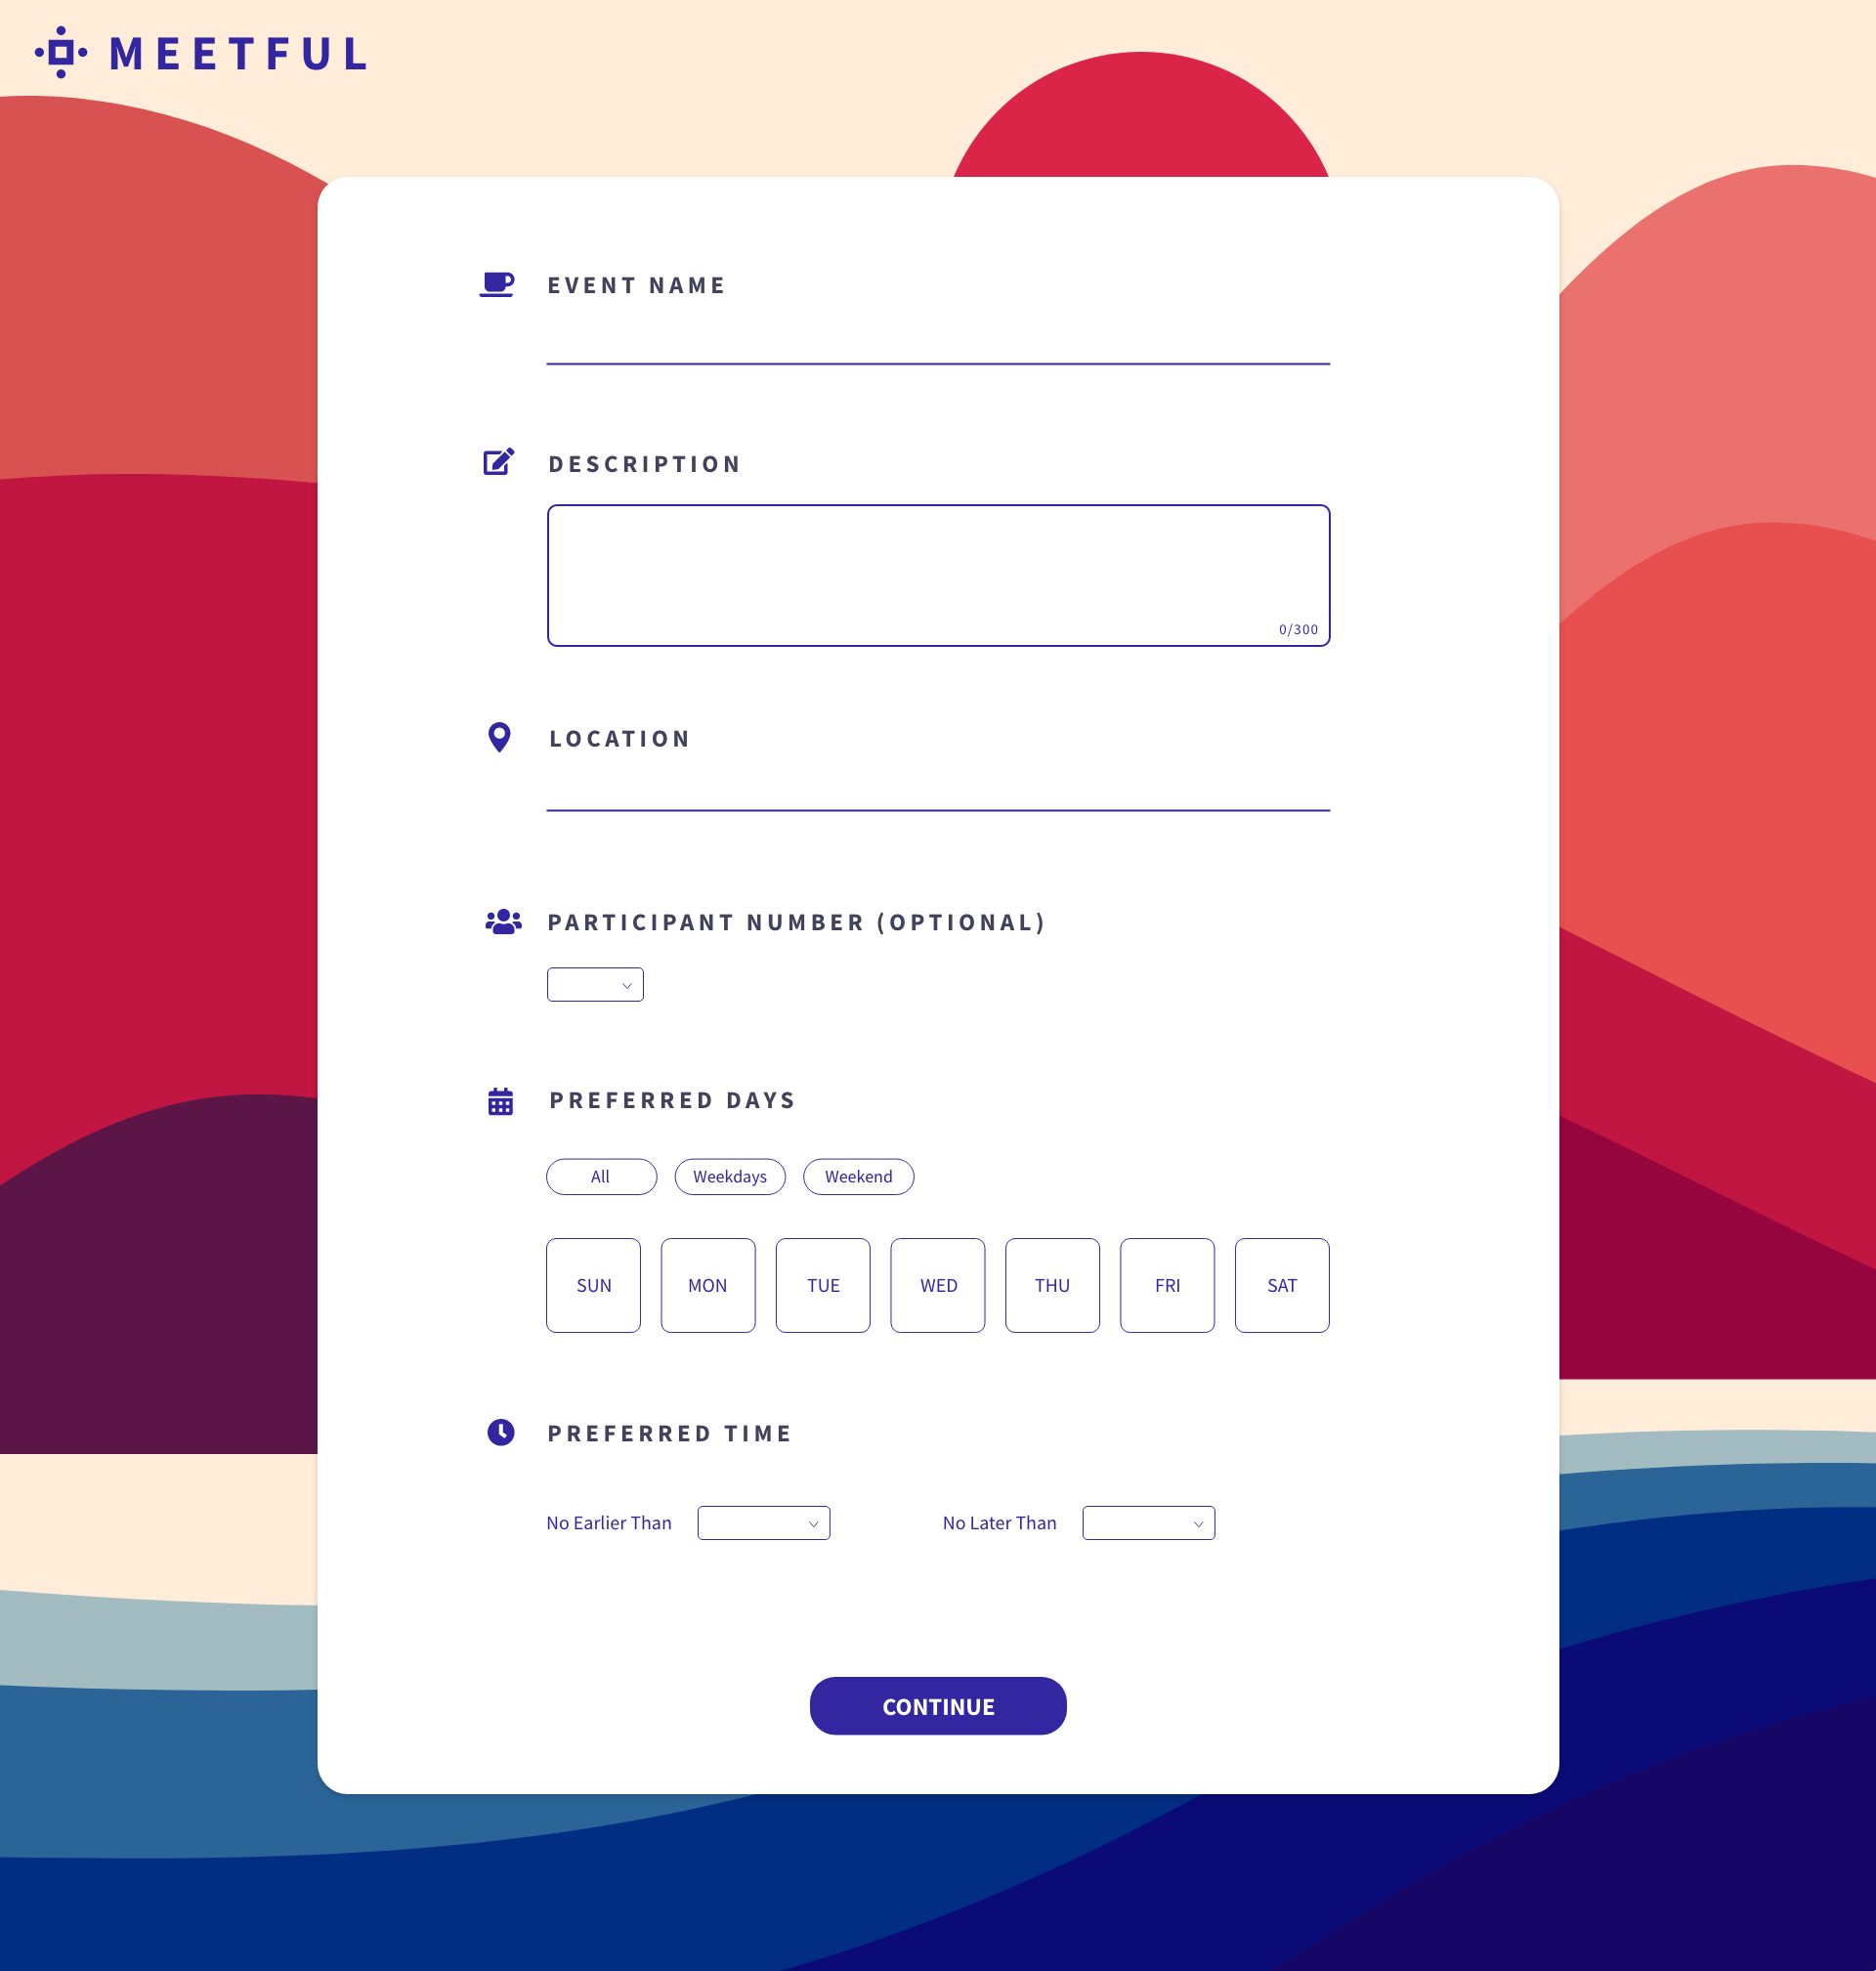 MEETFUL
EVENT NAME
DESCRIPTION
0/300
LOCATION
PARTICIPANT NUMBER (OPTIONAL)
PREFERRED DAYS
All Weekdays Weekend
SUN MON TUE WED THU FRI SAT
PREFERRED TIME
No Earlier Than No Later Than
CONTINUE